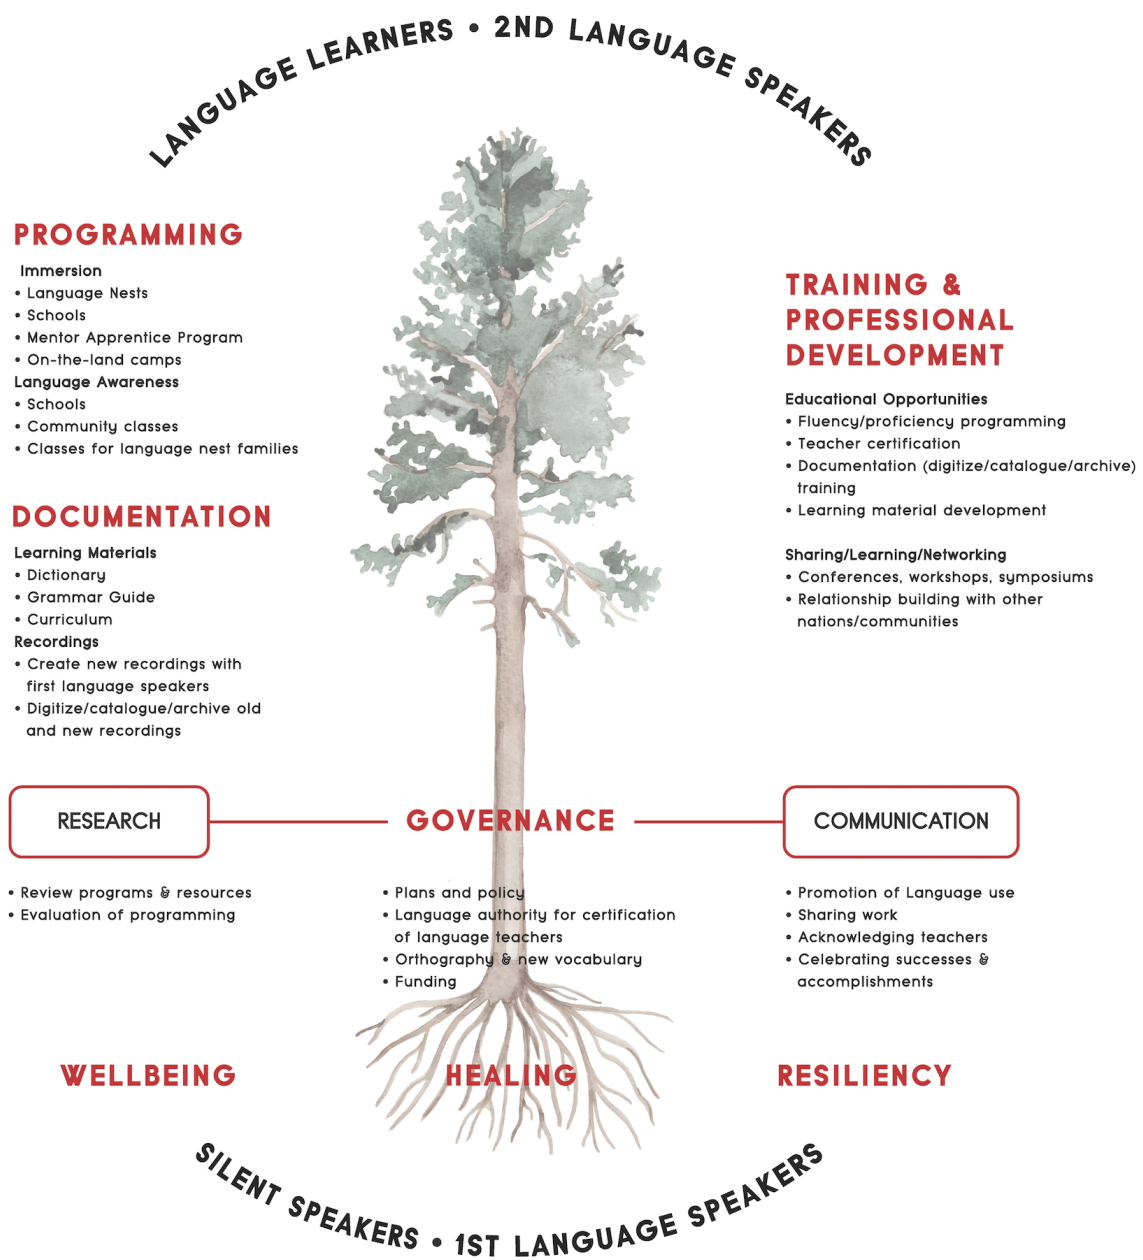 LANGUAGE LEARNERS • 2ND LANGUAGE SPEAKERS
PROGRAMMING
Immersion
• Language Nests
• Schools
• Mentor Apprentice Program
• On-the-land camps
Language Awareness
• Schools
• Community classes
• Classes for language nest families
DOCUMENTATION
Learning Materials
• Dictionary
• Grammar Guide
• Curriculum
Recordings
• Create new recordings with
first language speakers
• Digitize/catalogue/archive old
and new recordings
TRAINING &
PROFESSIONAL
DEVELOPMENT
Educational Opportunities
• Fluency/proficiency programming
• Teacher certification
• Documentation (digitize/catalogue/archive)
training
• Learning material development
Sharing/Learning/Networking
• Conferences, workshops, symposiums
• Relationship building with other
nations/communities
RESEARCH
• Review programs & resources
• Evaluation of programming
GOVERNANCE
• Plans and policy
• Language authority for certification
of language teachers
• Orthography & new vocabulary
• Funding
COMMUNICATION
• Promotion of Language use
• Sharing work
• Acknowledging teachers
• Celebrating successes &
accomplishments
WELLBEING
HEALING
RESILIENCY
SILENT SPEAKERS • 1ST LANGUAGE SPEAKERS